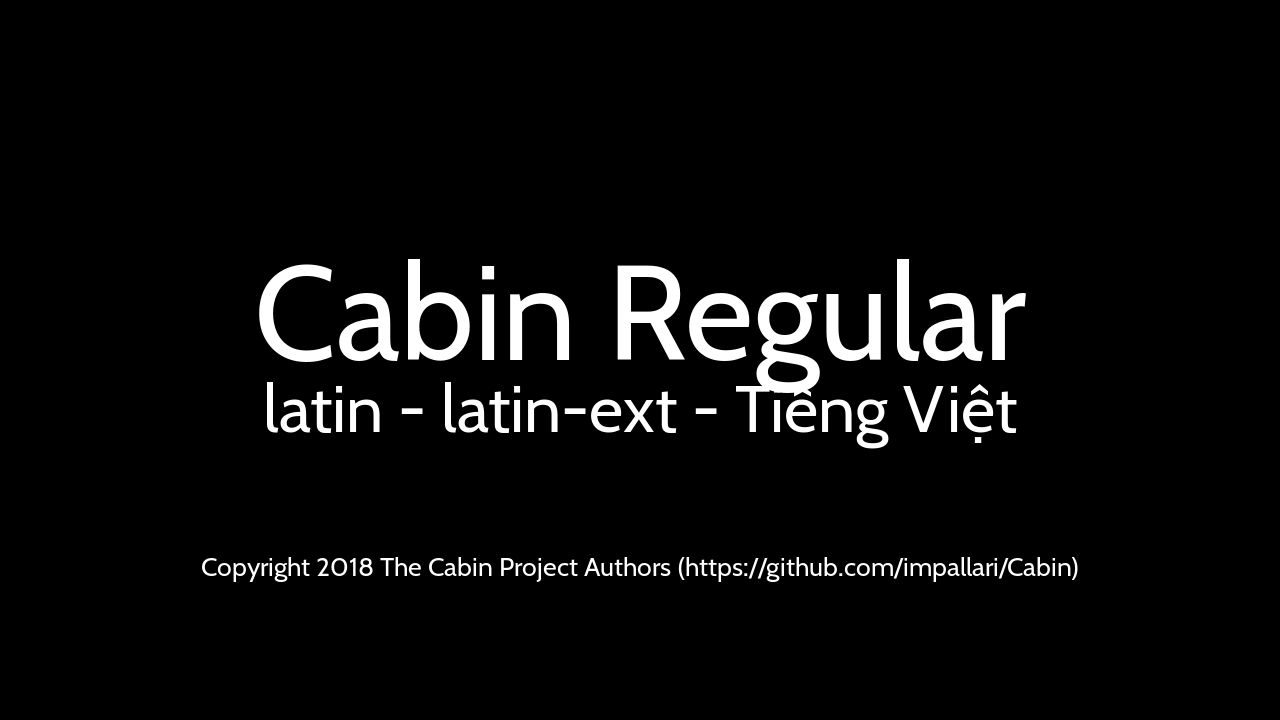 Cabin Regular
latin - latin-ext - Tiếng Việt
Copyright 2018 The Cabin Project Authors (https://github.com/impallari/Cabin)